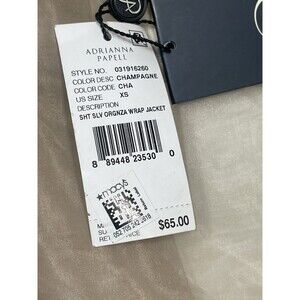 ADRIANNA
PAPELL
STYLE NO. 031916260
COLOR DESC CHAMPAGNE
COLOR CODE CHA
US SIZE XS
DESCRIPTION
SHT SLV ORGNZA WRAP JACKET
8 89448 23530 0
★macy's
$65.00